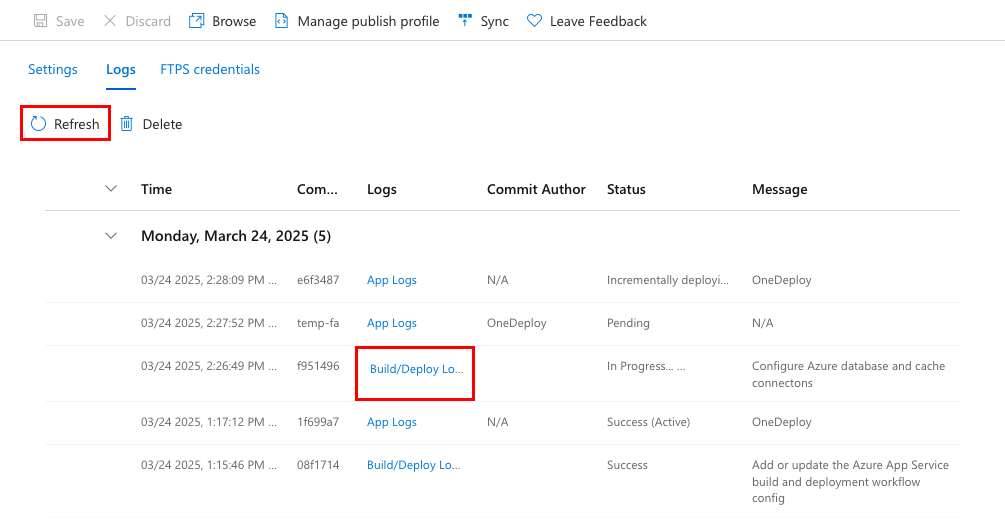 Save Discard Browse Manage publish profile Sync Leave Feedback
Settings Logs FTPS credentials
Refresh Delete
Time Com... Logs Commit Author Status Message
Monday, March 24, 2025 (5)
03/24 2025, 2:28:09 PM ... e6f3487 App Logs N/A Incrementally deployi... OneDeploy
03/24 2025, 2:27:52 PM ... temp-fa App Logs OneDeploy Pending N/A
03/24 2025, 2:26:49 PM ... f951496 Build/Deploy Lo... In Progress... ... Configure Azure database and cache
connectons
03/24 2025, 1:17:12 PM ... 1f699a7 App Logs N/A Success (Active) OneDeploy
03/24 2025, 1:15:46 PM ... 08f1714 Build/Deploy Lo... Success Add or update the Azure App Service
build and deployment workflow
config